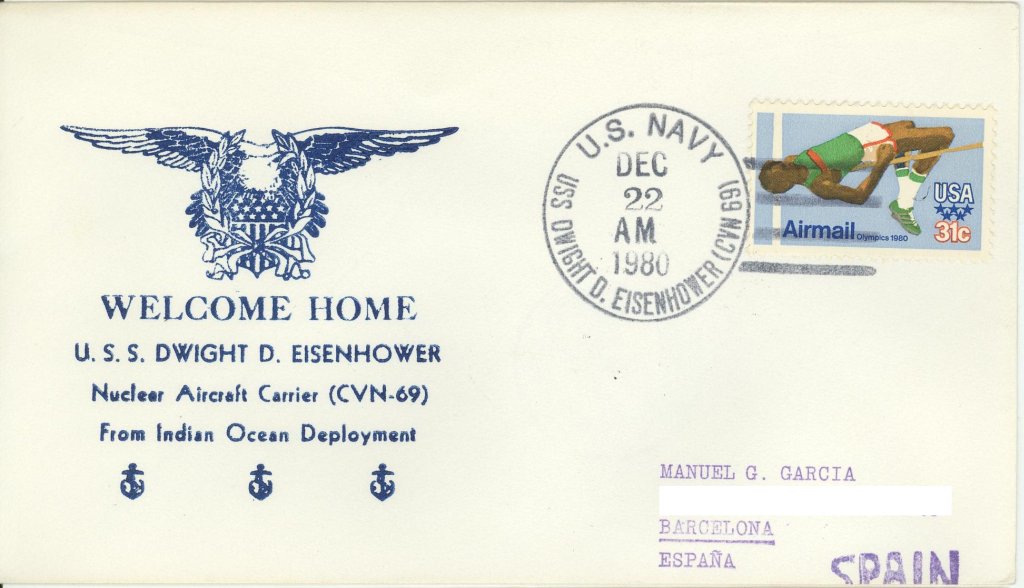 WELCOME HOME
U. S. S. DWIGHT D. EISENHOWER
Nuclear Aircraft Carrier (CVN-69)
From Indian Ocean Deployment
U.S. NAVY
DEC
22
AM
1980
USS DWIGHT D. EISENHOWER (CVN 69)
USA
31c
Airmail Olympics 1980
MANUEL G. GARCIA
BARCELONA
ESPAÑA
SPAIN